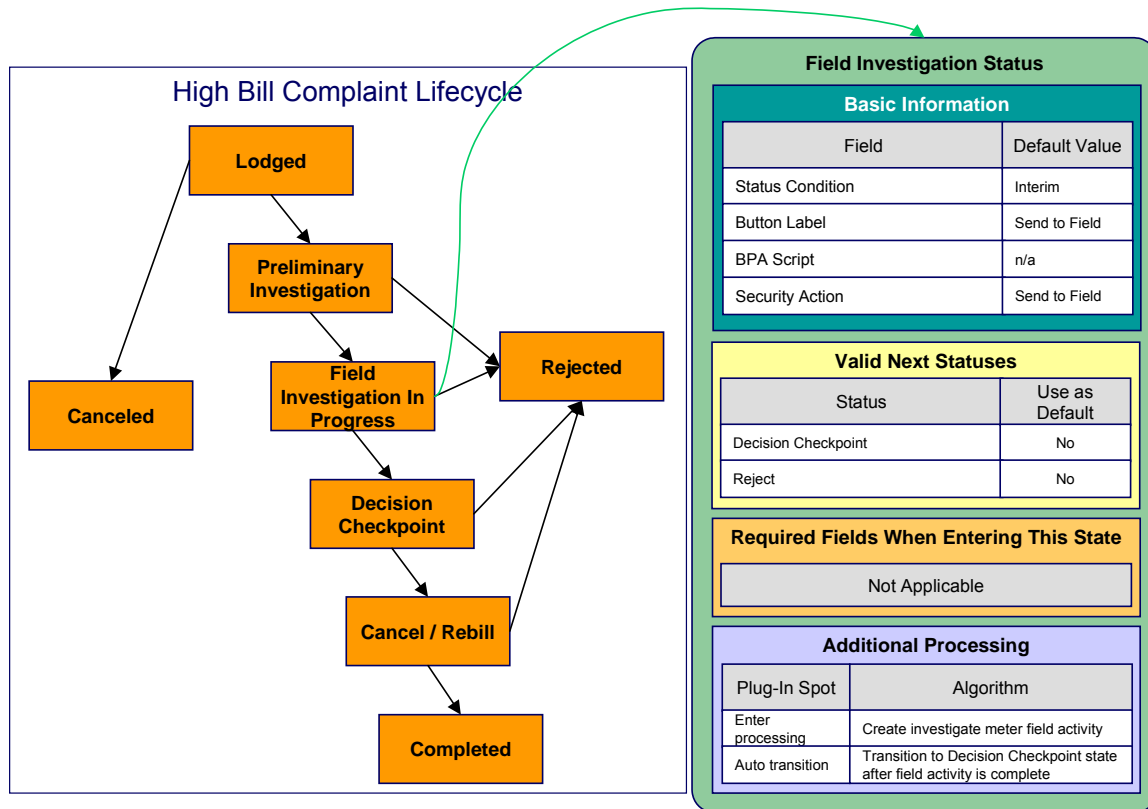 High Bill Complaint Lifecycle
Lodged
Preliminary
Investigation
Field
Investigation In
Progress
Rejected
Canceled
Decision
Checkpoint
Cancel / Rebill
Completed
Field Investigation Status
Basic Information
Field Default Value
Status Condition Interim
Button Label Send to Field
BPA Script n/a
Security Action Send to Field
Valid Next Statuses
Status Use as
Default
Decision Checkpoint No
Reject No
Required Fields When Entering This State
Not Applicable
Additional Processing
Plug-In Spot Algorithm
Enter
processing Create investigate meter field activity
Auto transition Transition to Decision Checkpoint state
after field activity is complete